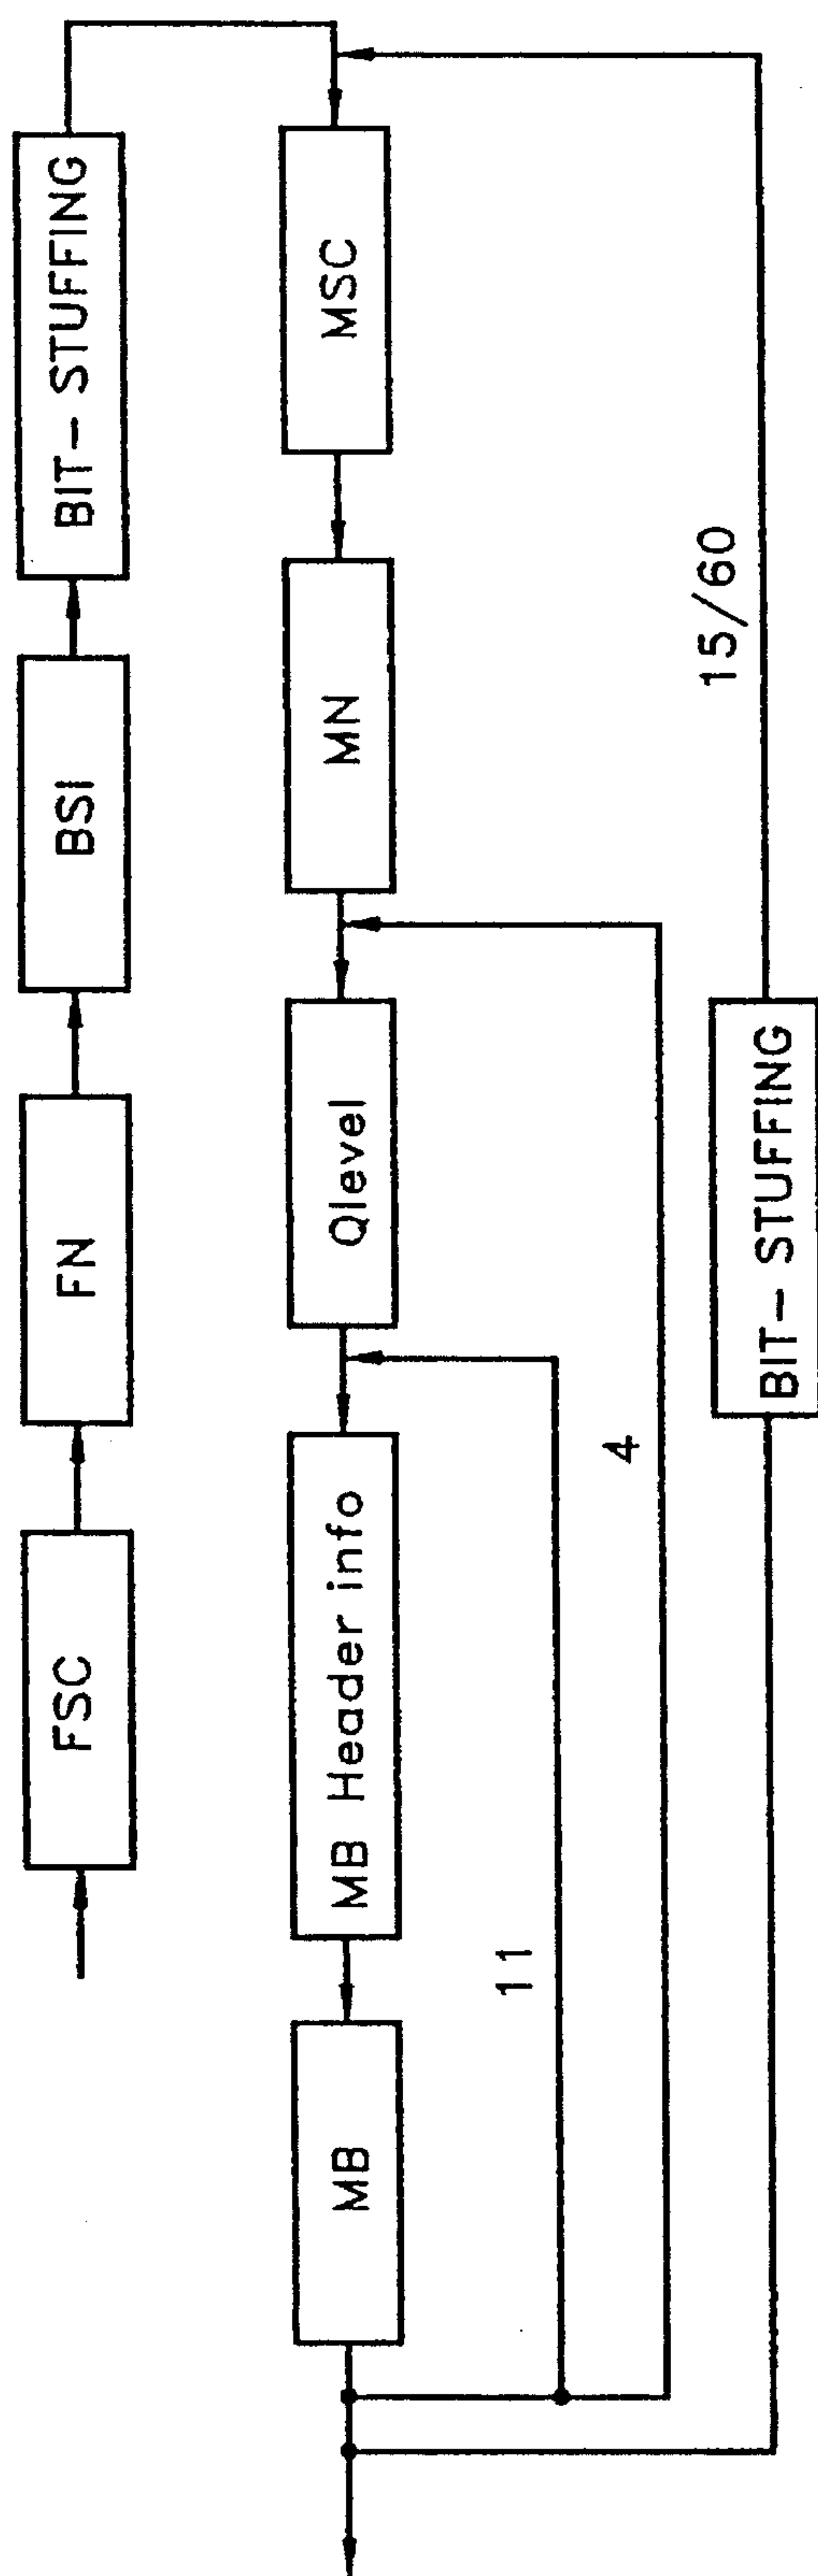 FSC
FN
BSI
BIT- STUFFING
MSC
MN
Qlevel
MB Header info
MB
11
4
15/60
BIT- STUFFING